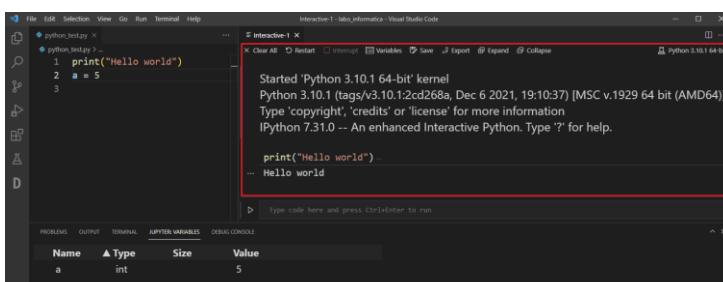 File Edit Selection View Go Run Terminal Help
Interactive-1 - labo_informatica - Visual Studio Code
python_test.py ×
python_test.py > ...
1 print("Hello world")
2 a = 5
3
Interactive-1 ×
× Clear All Restart Interrupt Variables Save Export Expand Collapse
Python 3.10.1 64-b
Started 'Python 3.10.1 64-bit' kernel
Python 3.10.1 (tags/v3.10.1:2cd268a, Dec 6 2021, 19:10:37) [MSC v.1929 64 bit (AMD64)]
Type 'copyright', 'credits' or 'license' for more information
IPython 7.31.0 -- An enhanced Interactive Python. Type '?' for help.
print("Hello world") ...
... Hello world
Type code here and press Ctrl+Enter to run
PROBLEMS OUTPUT TERMINAL JUPYTER: VARIABLES DEBUG CONSOLE
Name ▲ Type Size Value
a int 5